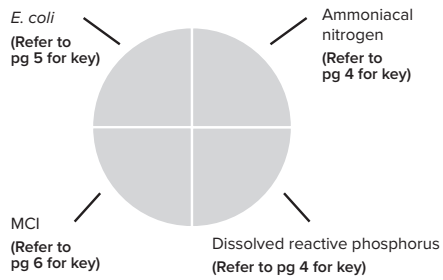 E. coli
(Refer to
pg 5 for key)
Ammoniacal
nitrogen
(Refer to
pg 4 for key)
MCI
(Refer to
pg 6 for key)
Dissolved reactive phosphorus
(Refer to pg 4 for key)